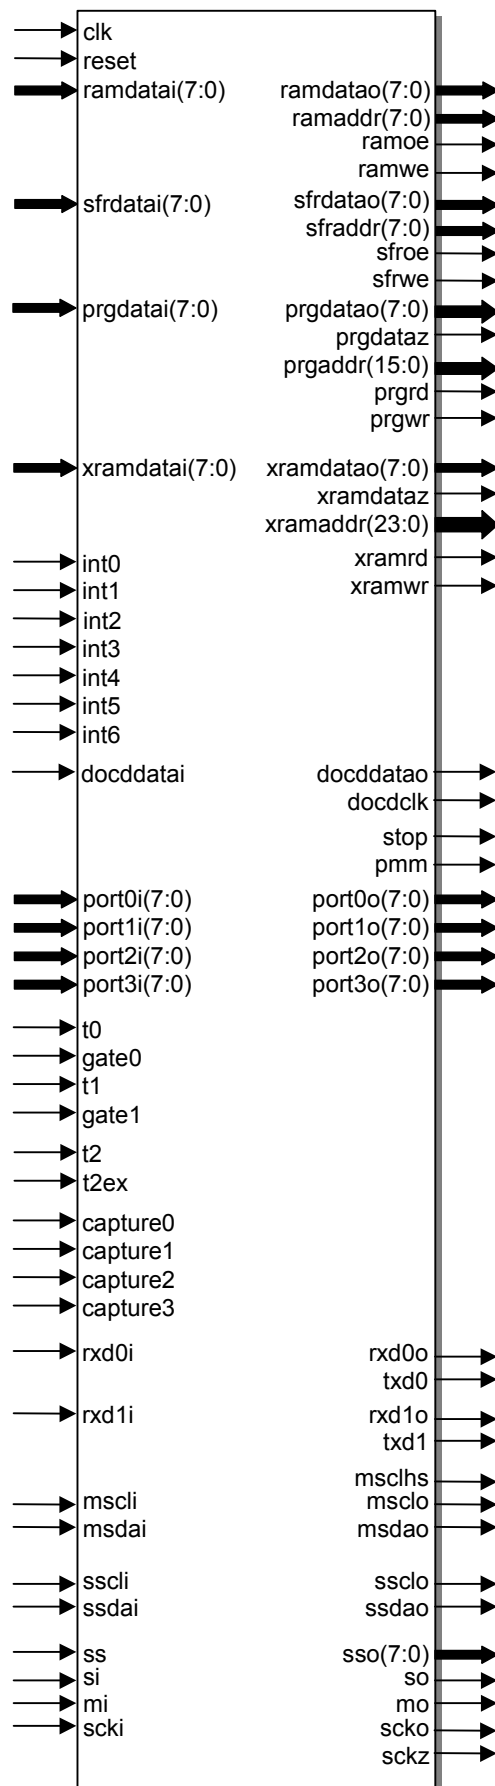 clk
reset
ramdatai(7:0) ramdatao(7:0)
ramaddr(7:0)
ramoe
ramwe
sfrdatai(7:0) sfrdatao(7:0)
sfraddr(7:0)
sfroe
sfrwe
prgdatai(7:0) prgdatao(7:0)
prgdataz
prgaddr(15:0)
prgrd
prgwr
xramdatai(7:0) xramdatao(7:0)
xramdataz
xramaddr(23:0)
int0 xramrd
int1 xramwr
int2
int3
int4
int5
int6
docddatai docddatao
docdclk
stop
pmm
port0i(7:0) port0o(7:0)
port1i(7:0) port1o(7:0)
port2i(7:0) port2o(7:0)
port3i(7:0) port3o(7:0)
t0
gate0
t1
gate1
t2
t2ex
capture0
capture1
capture2
capture3
rxd0i rxd0o
txd0
rxd1i rxd1o
txd1
msclhs
mscli msclo
msdai msdao
sscli ssclo
ssdai ssdao
ss sso(7:0)
si so
mi mo
scki scko
sckz